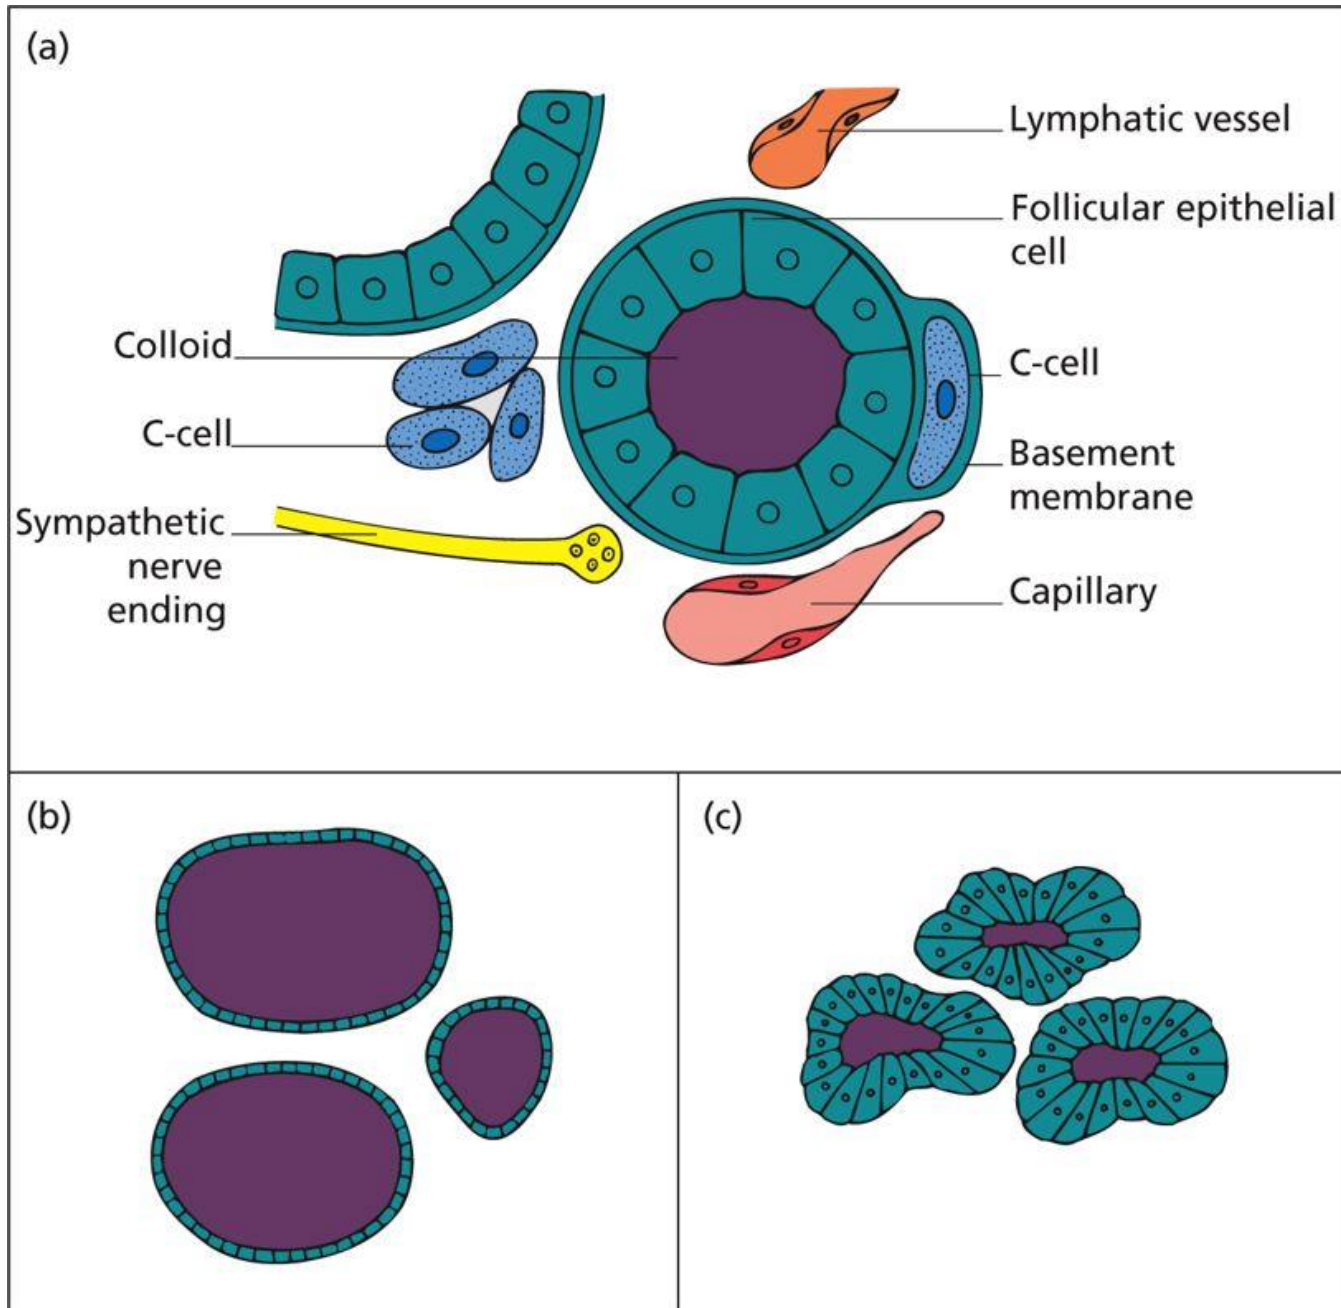 (a)
Lymphatic vessel
Follicular epithelial
cell
Colloid
C-cell
C-cell
Basement
membrane
Sympathetic
nerve
ending
Capillary
(b)
(c)